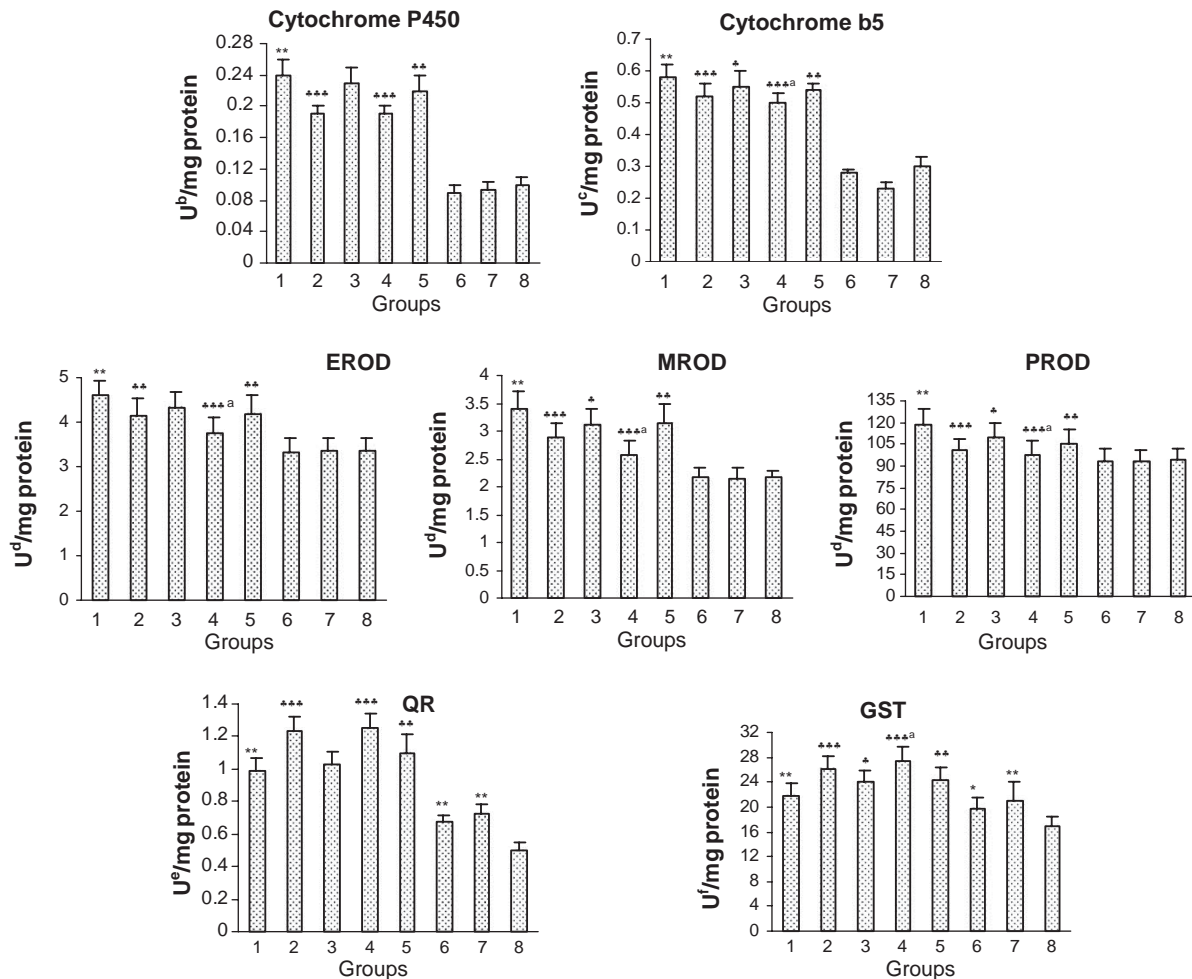 Cytochrome P450
U^b/mg protein
0.28
0.24
0.2
0.16
0.12
0.08
0.04
0
** ♣♣♣ ♣♣♣ ♣♣
1 2 3 4 5 6 7 8
Groups
Cytochrome b5
U^c/mg protein
0.7
0.6
0.5
0.4
0.3
0.2
0.1
0
** ♣♣♣ ♣ ♣♣♣a ♣♣
1 2 3 4 5 6 7 8
Groups
EROD
U^d/mg protein
5
4
3
2
1
0
** ♣♣ ♣♣♣ a ♣♣
1 2 3 4 5 6 7 8
Groups
MROD
U^d/mg protein
4
3.5
3
2.5
2
1.5
1
0.5
0
** ♣♣♣ ♣ ♣♣♣a ♣♣
1 2 3 4 5 6 7 8
Groups
PROD
U^d/mg protein
135
120
105
90
75
60
45
30
15
0
** ♣♣♣ ♣ ♣♣♣a ♣♣
1 2 3 4 5 6 7 8
Groups
QR
U^e/mg protein
1.4
1.2
1
0.8
0.6
0.4
0.2
0
** ♣♣♣ ♣♣♣ ♣♣ ** **
1 2 3 4 5 6 7 8
Groups
GST
U^f/mg protein
32
28
24
20
16
12
8
4
0
** ♣♣♣ ♣ ♣♣♣a ♣♣ * **
1 2 3 4 5 6 7 8
Groups